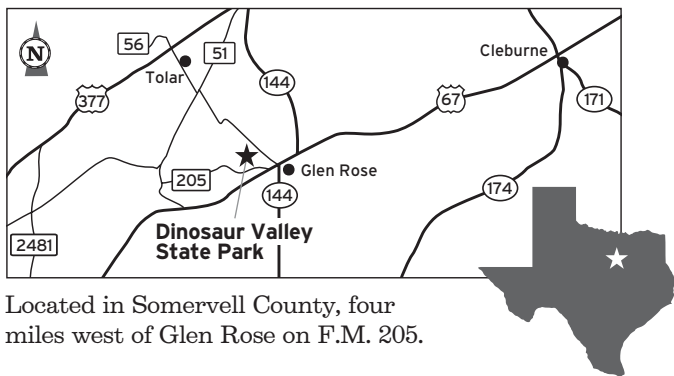 N
56
51
Tolar
377
144
Cleburne
67
171
205
Glen Rose
144
174
2481
Dinosaur Valley
State Park
Located in Somervell County, four
miles west of Glen Rose on F.M. 205.